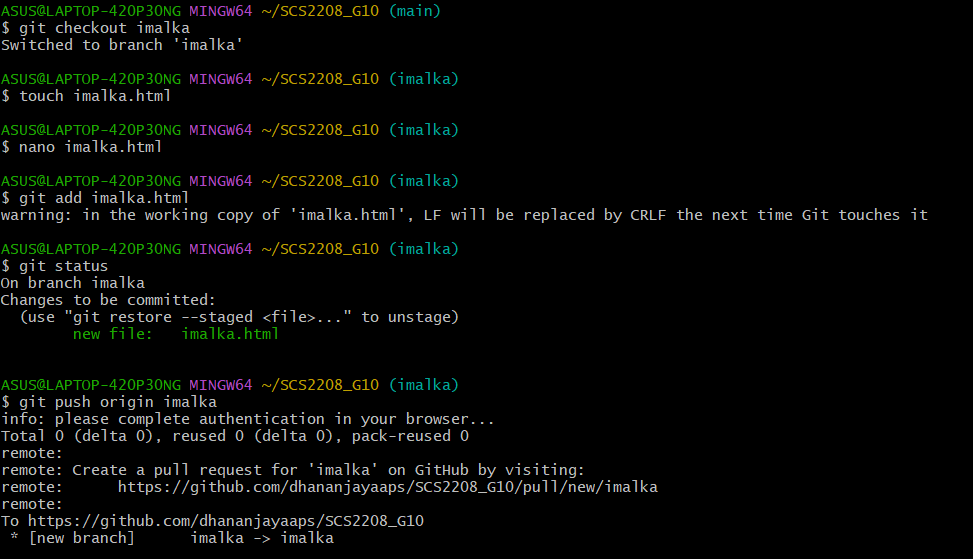 ASUS@LAPTOP-42OP3ONG MINGW64 ~/SCS2208_G10 (main)
$ git checkout imalka
Switched to branch 'imalka'
ASUS@LAPTOP-42OP3ONG MINGW64 ~/SCS2208_G10 (imalka)
$ touch imalka.html
ASUS@LAPTOP-42OP3ONG MINGW64 ~/SCS2208_G10 (imalka)
$ nano imalka.html
ASUS@LAPTOP-42OP3ONG MINGW64 ~/SCS2208_G10 (imalka)
$ git add imalka.html
warning: in the working copy of 'imalka.html', LF will be replaced by CRLF the next time Git touches it
ASUS@LAPTOP-42OP3ONG MINGW64 ~/SCS2208_G10 (imalka)
$ git status
On branch imalka
Changes to be committed:
  (use "git restore --staged <file>..." to unstage)
        new file:   imalka.html
ASUS@LAPTOP-42OP3ONG MINGW64 ~/SCS2208_G10 (imalka)
$ git push origin imalka
info: please complete authentication in your browser...
Total 0 (delta 0), reused 0 (delta 0), pack-reused 0
remote:
remote: Create a pull request for 'imalka' on GitHub by visiting:
remote:      https://github.com/dhananjayaaps/SCS2208_G10/pull/new/imalka
remote:
To https://github.com/dhananjayaaps/SCS2208_G10
 * [new branch]      imalka -> imalka